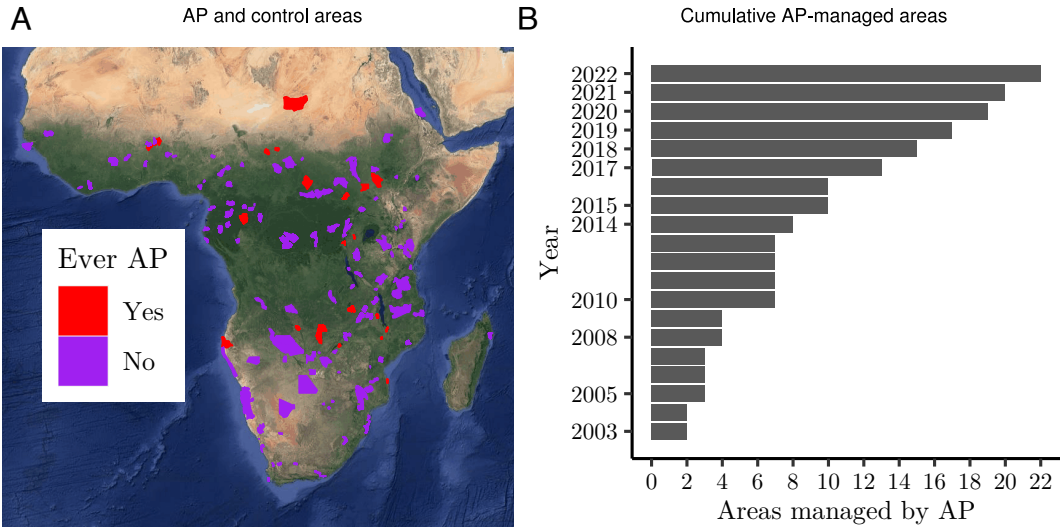 A
AP and control areas
Ever AP
Yes
No
B
Cumulative AP-managed areas
Year
2022
2021
2020
2019
2018
2017
2015
2014
2010
2008
2005
2003
0 2 4 6 8 10 12 14 16 18 20 22
Areas managed by AP